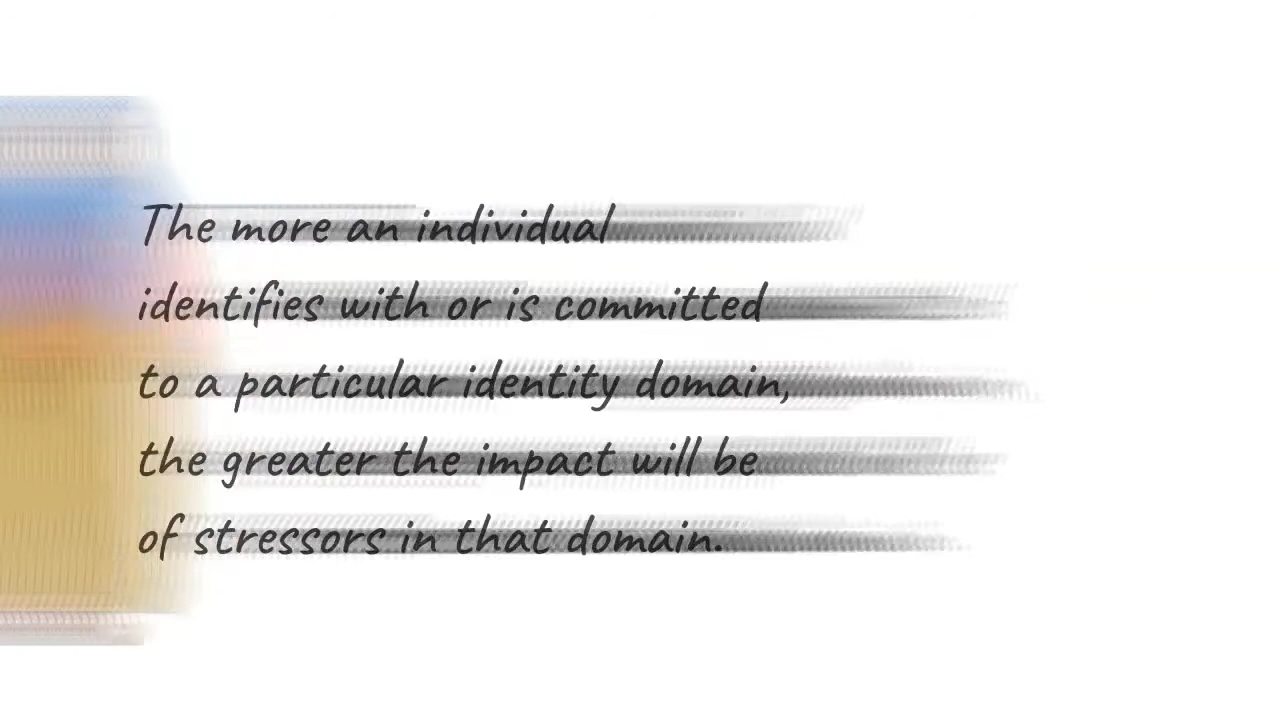 The more an individual
identifies with or is committed
to a particular identity domain,
the greater the impact will be
of stressors in that domain.